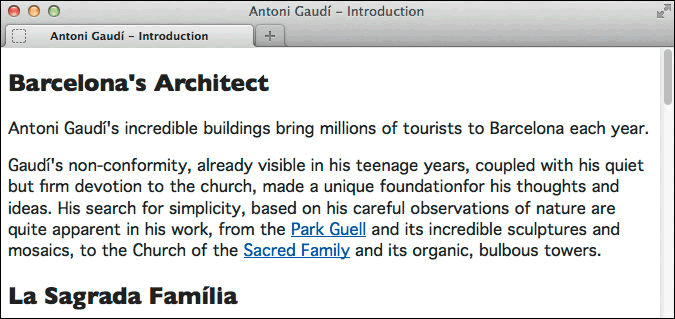 Antoni Gaudí – Introduction
Antoni Gaudí – Introduction
Barcelona's Architect
Antoni Gaudí's incredible buildings bring millions of tourists to Barcelona each year.
Gaudí's non-conformity, already visible in his teenage years, coupled with his quiet
but firm devotion to the church, made a unique foundationfor his thoughts and
ideas. His search for simplicity, based on his careful observations of nature are
quite apparent in his work, from the Park Guell and its incredible sculptures and
mosaics, to the Church of the Sacred Family and its organic, bulbous towers.
La Sagrada Família